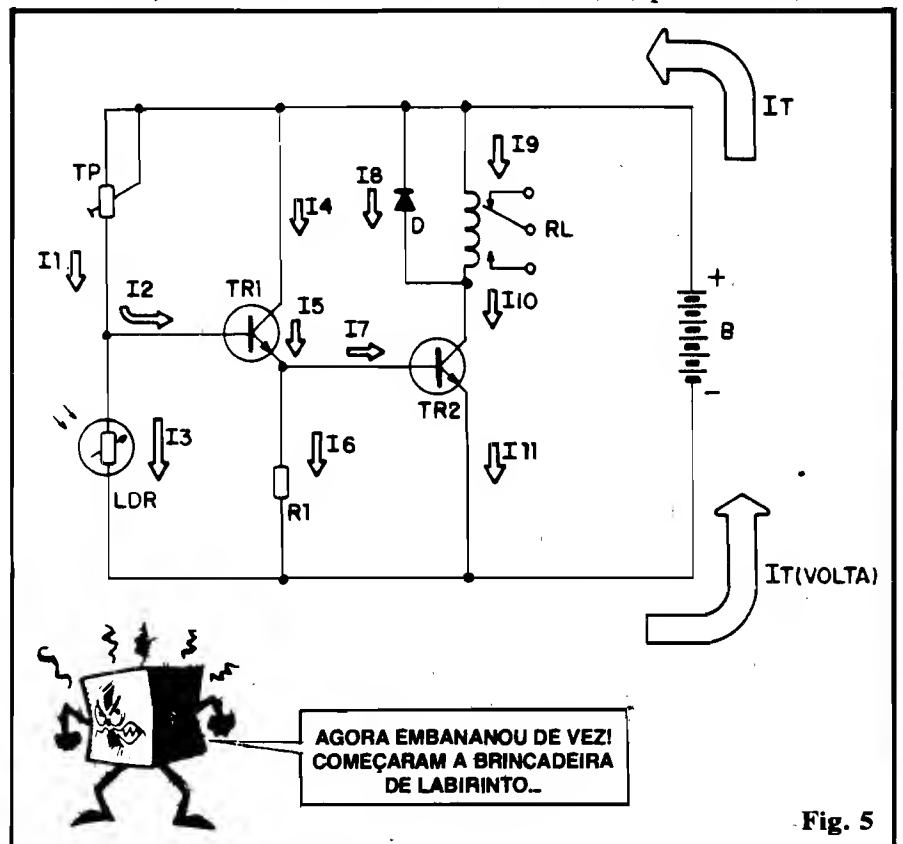 IT
TP
I8
I9
I4
D
RL
I1
I2
TR1
I5
I7
I10
+
B
-
TR2
I3
I6
I11
LDR
R1
IT(VOLTA)
AGORA EMBANANOU DE VEZ!
COMEÇARAM A BRINCADEIRA
DE LABIRINTO...
Fig. 5